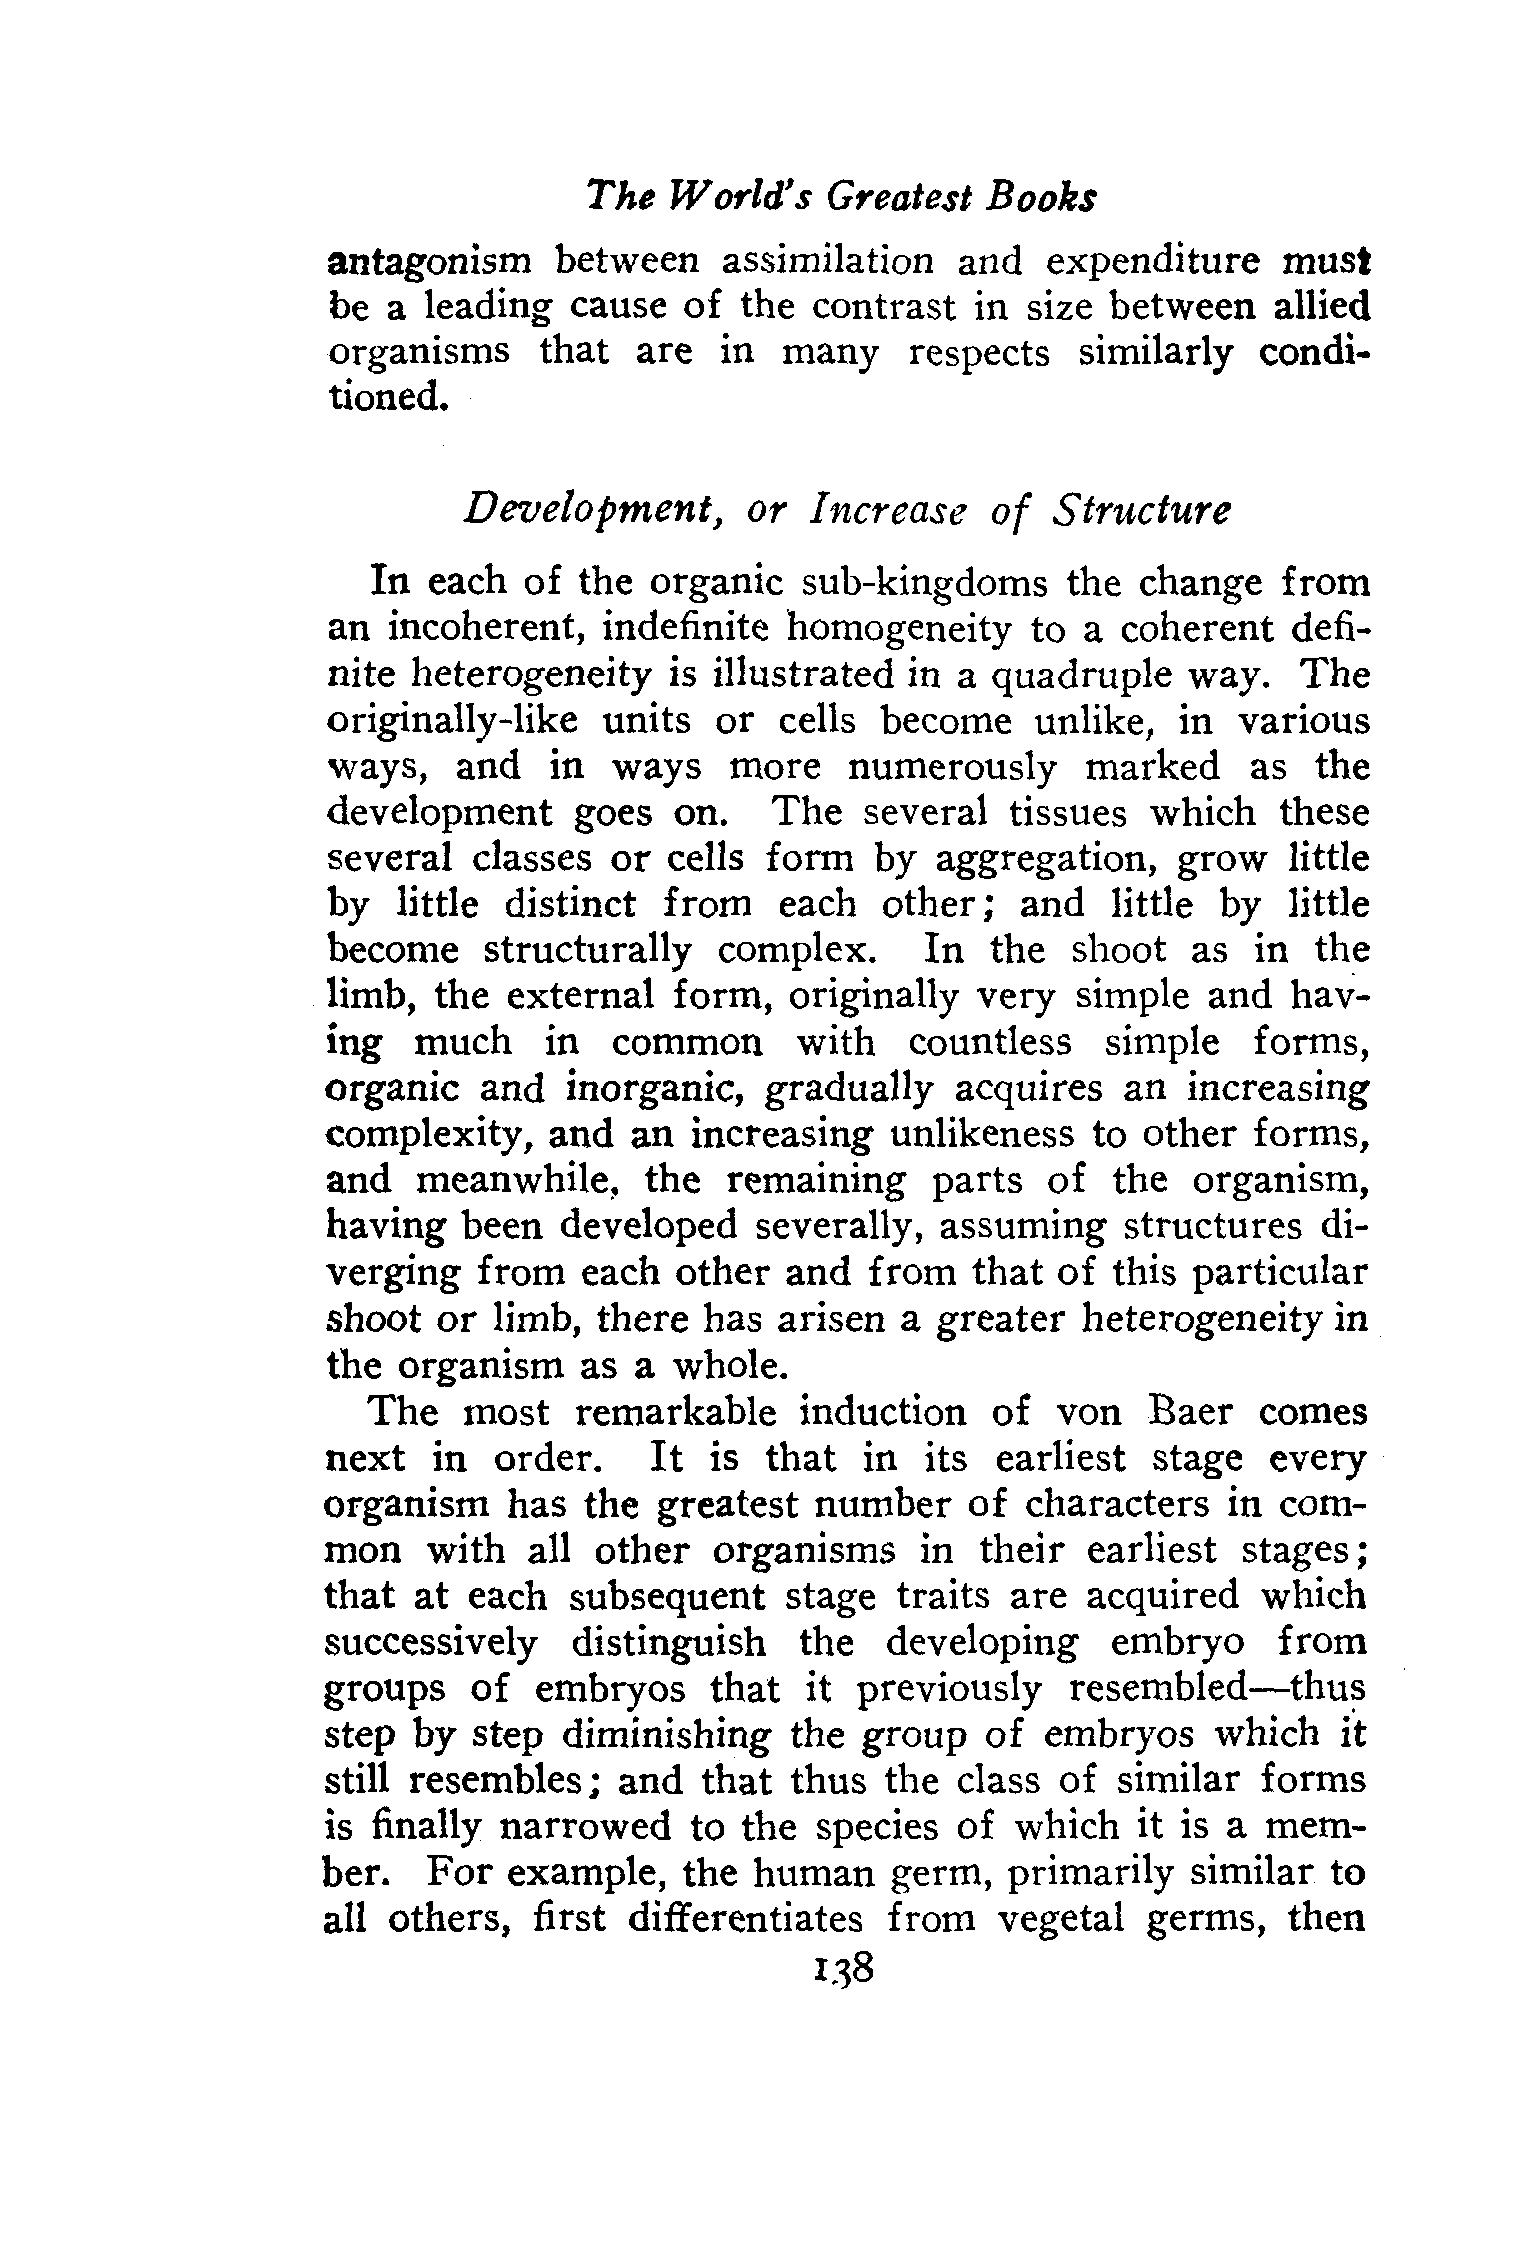 The World's Greatest Books
antagonism between assimilation and expenditure must
be a leading cause of the contrast in size between allied
organisms that are in many respects similarly condi-
tioned.
Development, or Increase of Structure
In each of the organic sub-kingdoms the change from
an incoherent, indefinite homogeneity to a coherent defi-
nite heterogeneity is illustrated in a quadruple way. The
originally-like units or cells become unlike, in various
ways, and in ways more numerously marked as the
development goes on. The several tissues which these
several classes or cells form by aggregation, grow little
by little distinct from each other; and little by little
become structurally complex. In the shoot as in the
limb, the external form, originally very simple and hav-
ing much in common with countless simple forms,
organic and inorganic, gradually acquires an increasing
complexity, and an increasing unlikeness to other forms,
and meanwhile, the remaining parts of the organism,
having been developed severally, assuming structures di-
verging from each other and from that of this particular
shoot or limb, there has arisen a greater heterogeneity in
the organism as a whole.
The most remarkable induction of von Baer comes
next in order. It is that in its earliest stage every
organism has the greatest number of characters in com-
mon with all other organisms in their earliest stages;
that at each subsequent stage traits are acquired which
successively distinguish the developing embryo from
groups of embryos that it previously resembled—thus
step by step diminishing the group of embryos which it
still resembles; and that thus the class of similar forms
is finally narrowed to the species of which it is a mem-
ber. For example, the human germ, primarily similar to
all others, first differentiates from vegetal germs, then
138